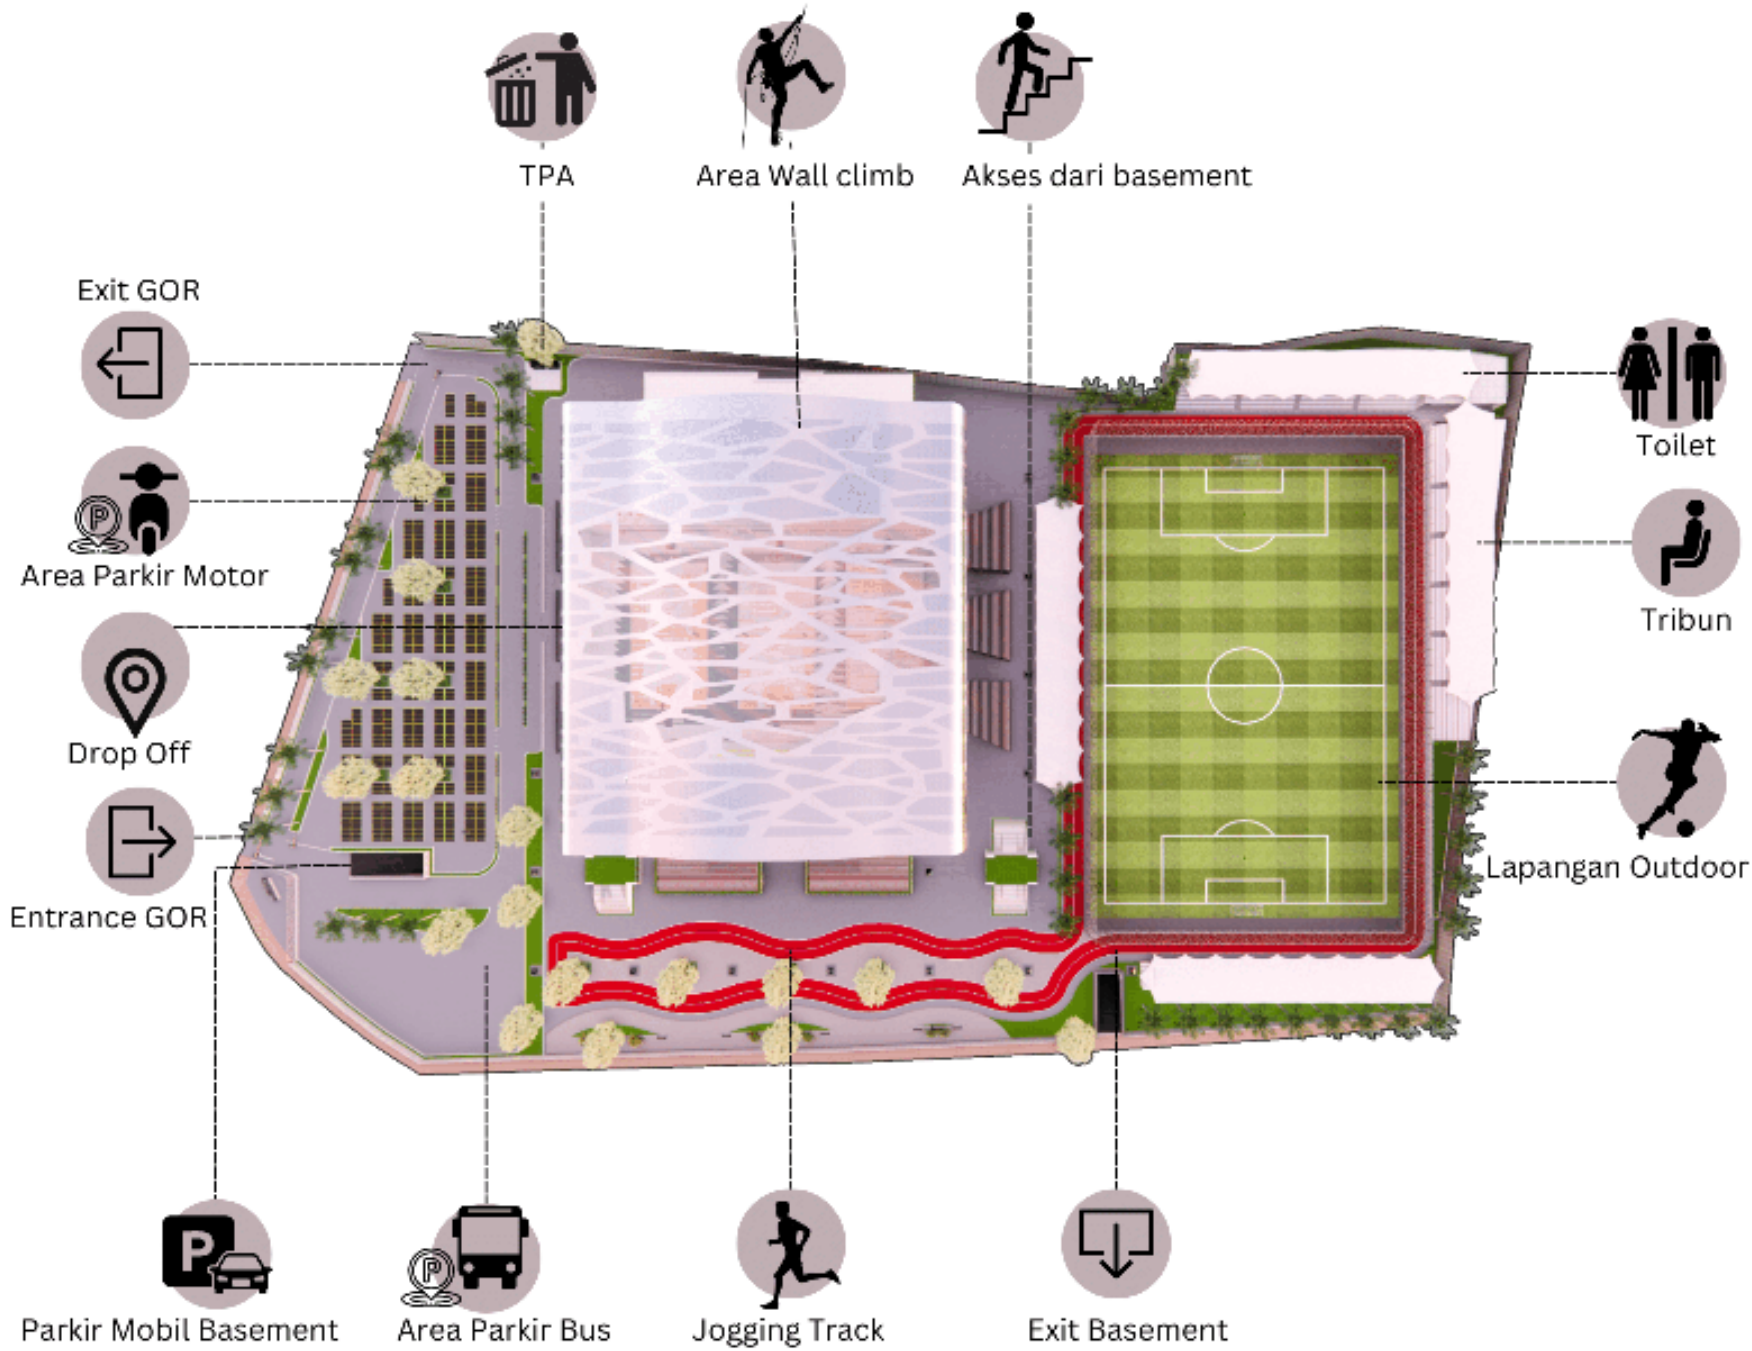 TPA
Area Wall climb
Akses dari basement
Exit GOR
Toilet
P
Area Parkir Motor
Tribun
Drop Off
Lapangan Outdoor
Entrance GOR
P
P
Parkir Mobil Basement
Area Parkir Bus
Jogging Track
Exit Basement